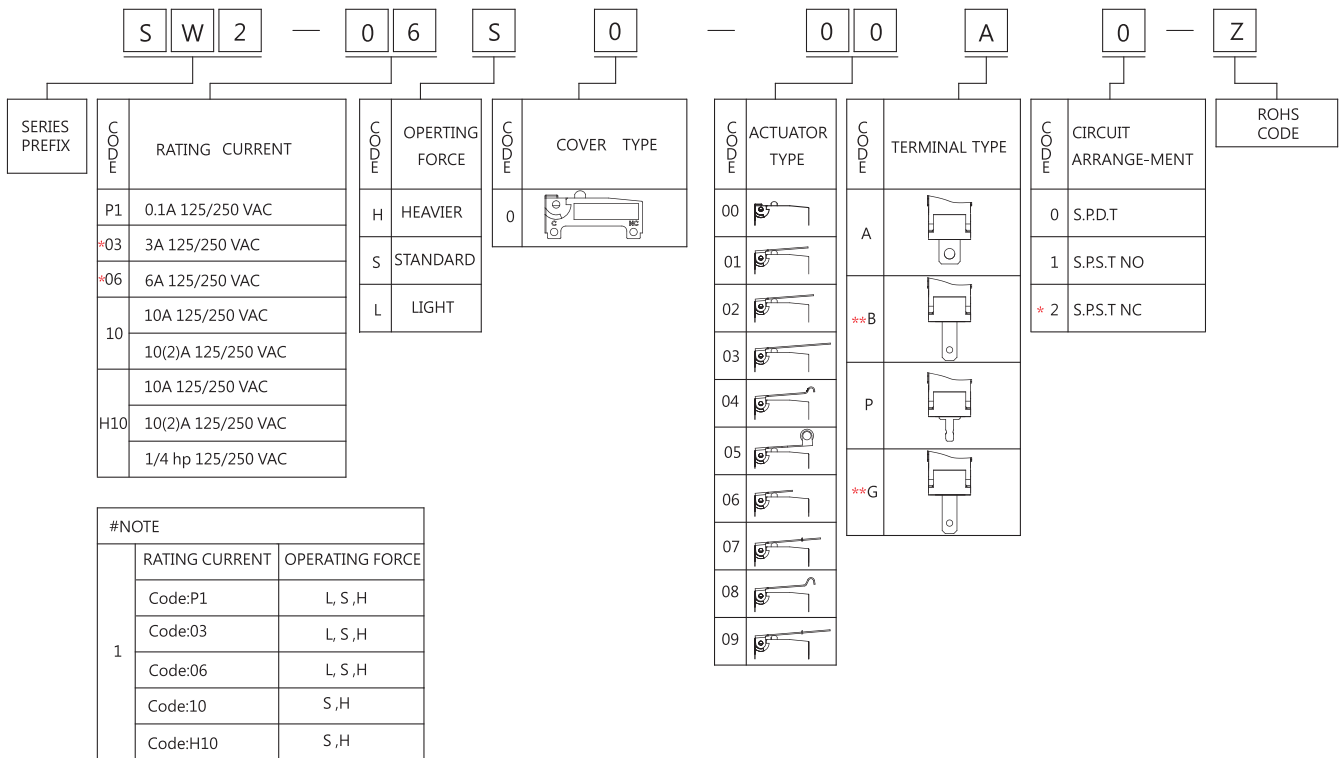 S W 2 — 0 6 S 0 — 0 0 A 0 — Z
SERIES
PREFIX
CODE
RATING CURRENT
P1 0.1A 125/250 VAC
*03 3A 125/250 VAC
*06 6A 125/250 VAC
10
10A 125/250 VAC
10(2)A 125/250 VAC
H10
10A 125/250 VAC
10(2)A 125/250 VAC
1/4 hp 125/250 VAC
CODE
OPERTING
FORCE
H HEAVIER
S STANDARD
L LIGHT
CODE
COVER TYPE
0
C NC
CODE
ACTUATOR
TYPE
00
01
02
03
04
05
06
07
08
09
CODE
TERMINAL TYPE
A
**B
P
**G
CODE
CIRCUIT
ARRANGE-MENT
0 S.P.D.T
1 S.P.S.T NO
* 2 S.P.S.T NC
ROHS
CODE
#NOTE
1
RATING CURRENT OPERATING FORCE
Code:P1 L, S ,H
Code:03 L, S ,H
Code:06 L, S ,H
Code:10 S ,H
Code:H10 S ,H